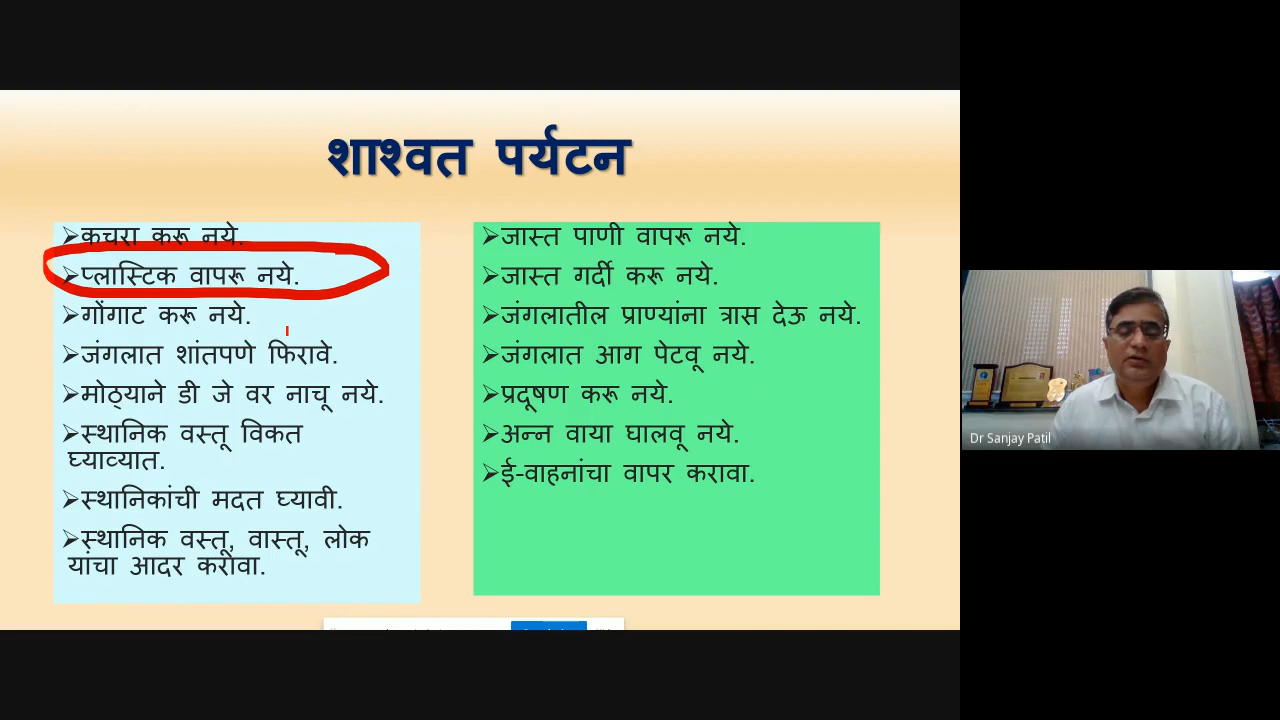 शाश्वत पर्यटन
➢कचरा करू नये.
➢प्लास्टिक वापरू नये.
➢गोंगाट करू नये.
➢जंगलात शांतपणे फिरावे.
➢मोठ्याने डी जे वर नाचू नये.
➢स्थानिक वस्तू विकत
घ्याव्यात.
➢स्थानिकांची मदत घ्यावी.
➢स्थानिक वस्तू, वास्तू, लोक
यांचा आदर करावा.
➢जास्त पाणी वापरू नये.
➢जास्त गर्दी करू नये.
➢जंगलातील प्राण्यांना त्रास देऊ नये.
➢जंगलात आग पेटवू नये.
➢प्रदूषण करू नये.
➢अन्न वाया घालवू नये.
➢ई-वाहनांचा वापर करावा.
Dr Sanjay Patil